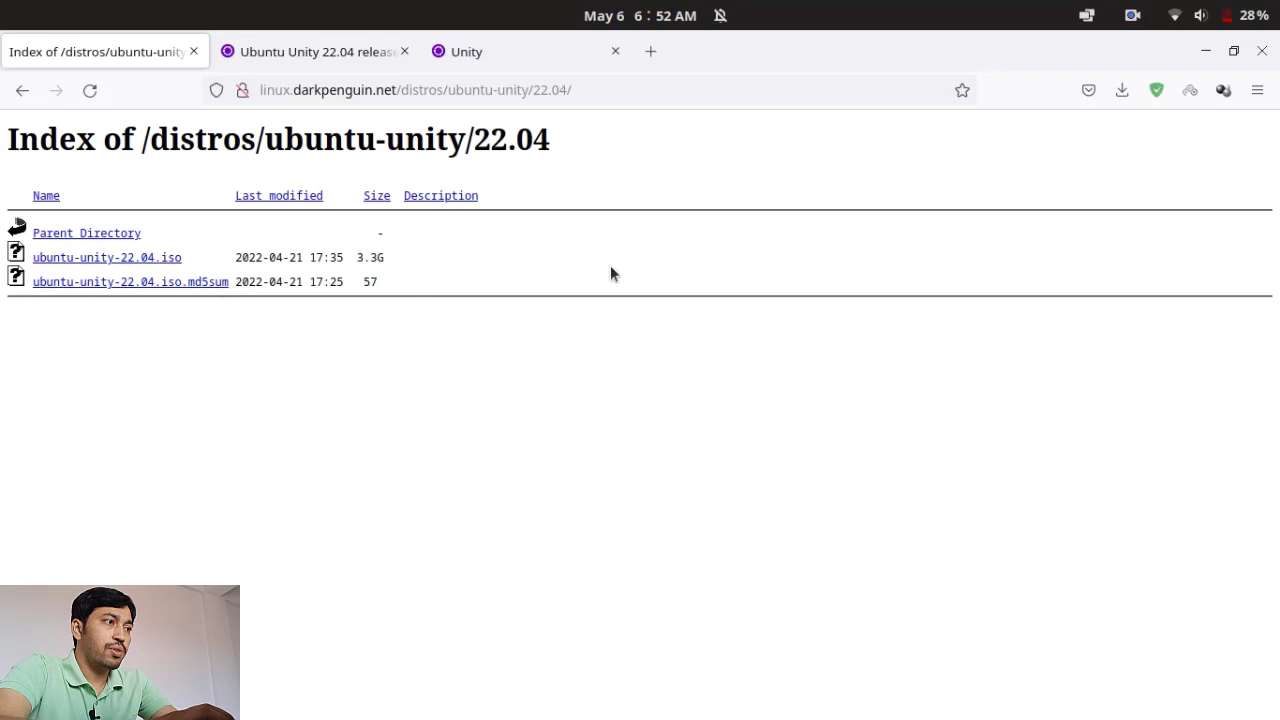 May 6 6:52 AM
28%
Index of /distros/ubuntu-unity
Ubuntu Unity 22.04 releas
Unity
linux.darkpenguin.net/distros/ubuntu-unity/22.04/
Index of /distros/ubuntu-unity/22.04
Name Last modified Size Description
Parent Directory -
ubuntu-unity-22.04.iso 2022-04-21 17:35 3.3G
ubuntu-unity-22.04.iso.md5sum 2022-04-21 17:25 57